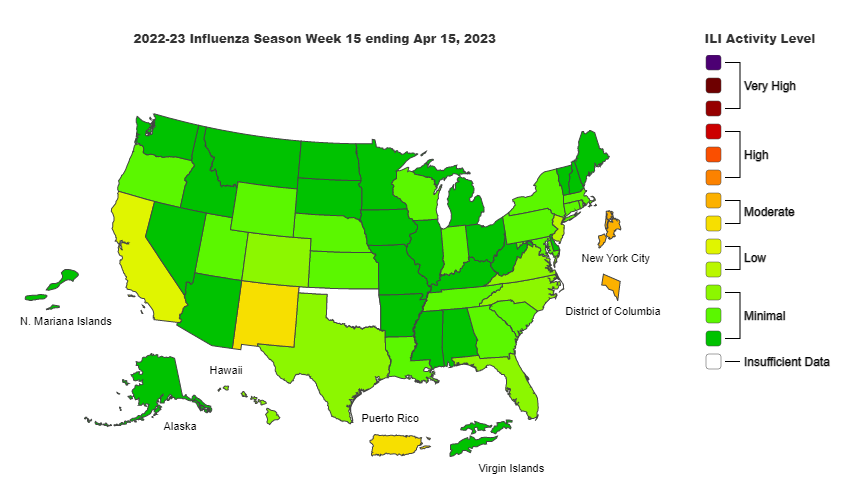 2022-23 Influenza Season Week 15 ending Apr 15, 2023
ILI Activity Level
Very High
High
Moderate
Low
Minimal
Insufficient Data
New York City
District of Columbia
N. Mariana Islands
Hawaii
Alaska
Puerto Rico
Virgin Islands